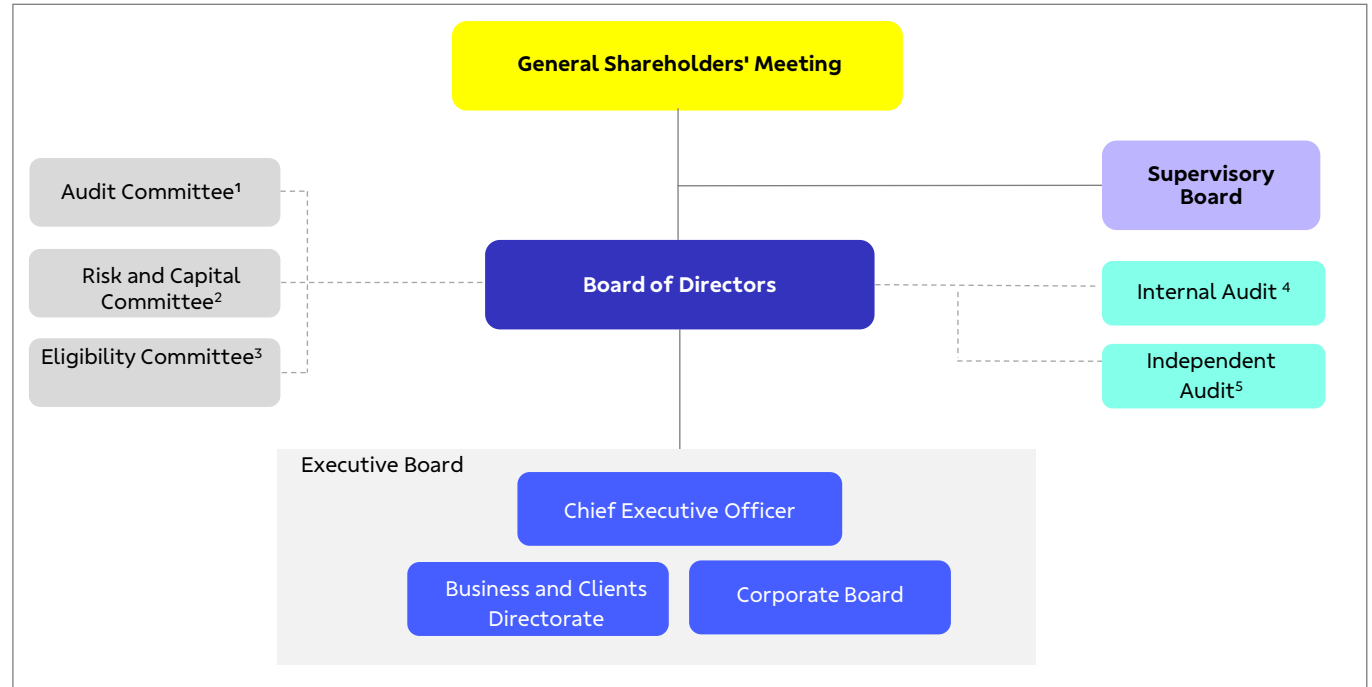 General Shareholders' Meeting
Audit Committee¹
Supervisory
Board
Risk and Capital
Committee²
Board of Directors
Internal Audit ⁴
Eligibility Committee³
Independent
Audit⁵
Executive Board
Chief Executive Officer
Business and Clients
Directorate
Corporate Board